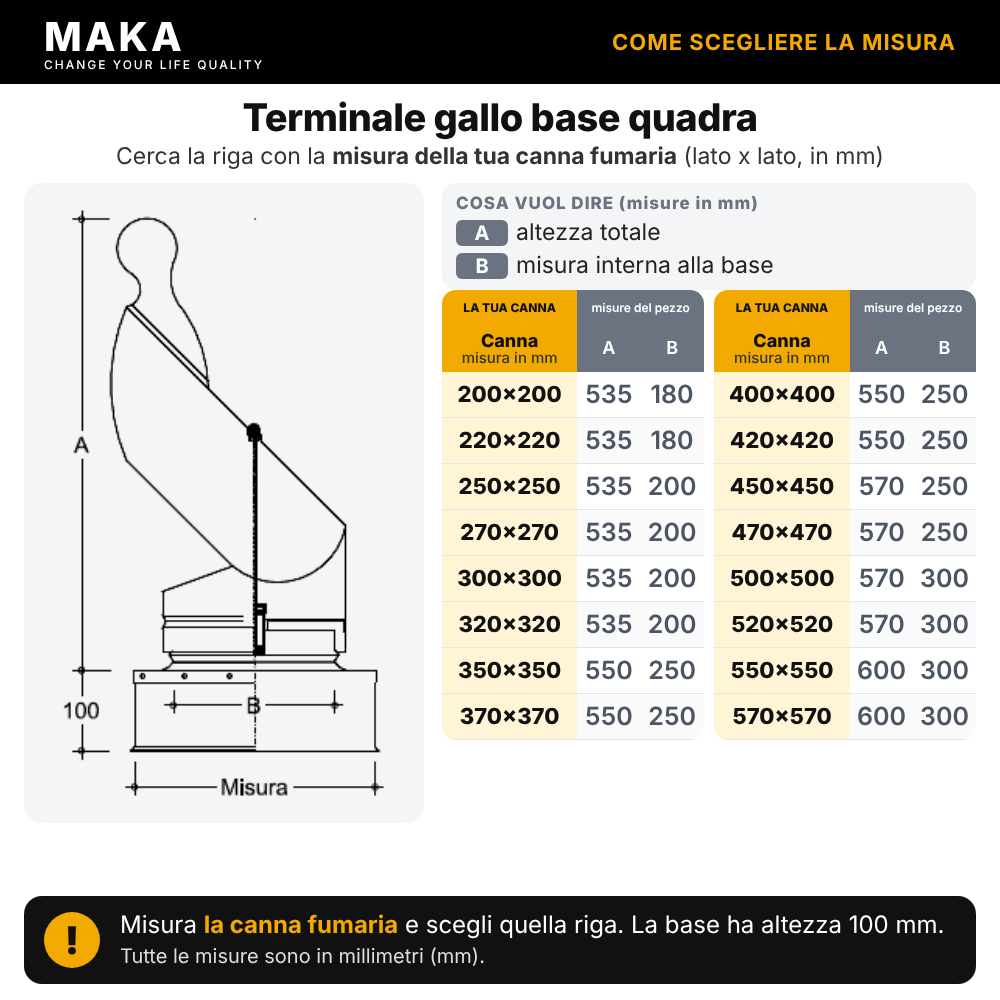 MAKA
CHANGE YOUR LIFE QUALITY
COME SCEGLIERE LA MISURA
Terminale gallo base quadra
Cerca la riga con la misura della tua canna fumaria (lato x lato, in mm)
A
100
B
Misura
COSA VUOL DIRE (misure in mm)
A altezza totale
B misura interna alla base
LA TUA CANNA misure del pezzo
Canna misura in mm A B
200×200 535 180
220×220 535 180
250×250 535 200
270×270 535 200
300×300 535 200
320×320 535 200
350×350 550 250
370×370 550 250
LA TUA CANNA misure del pezzo
Canna misura in mm A B
400×400 550 250
420×420 550 250
450×450 570 250
470×470 570 250
500×500 570 300
520×520 570 300
550×550 600 300
570×570 600 300
! Misura la canna fumaria e scegli quella riga. La base ha altezza 100 mm.
Tutte le misure sono in millimetri (mm).